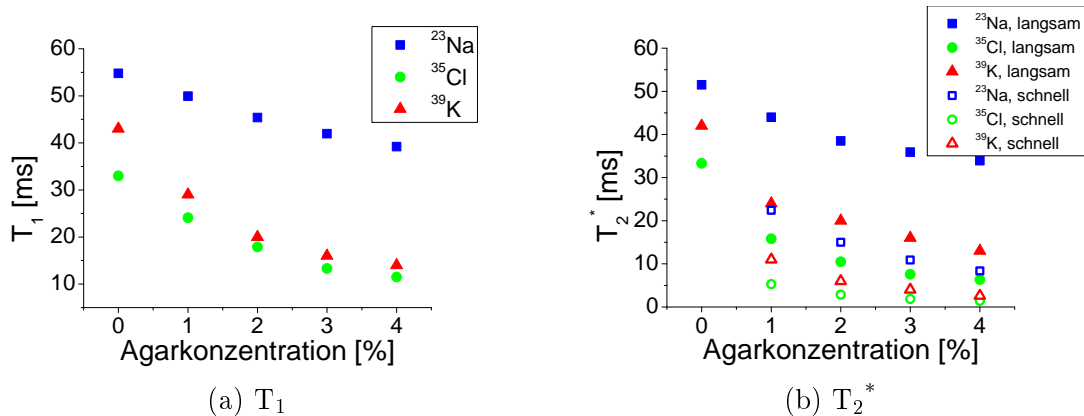 ²³Na
³⁵Cl
³⁹K
60
50
40
30
20
10
0 1 2 3 4
T₁ [ms]
Agarkonzentration [%]
(a) T₁
²³Na, langsam
³⁵Cl, langsam
³⁹K, langsam
²³Na, schnell
³⁵Cl, schnell
³⁹K, schnell
60
50
40
30
20
10
0
0 1 2 3 4
T₂* [ms]
Agarkonzentration [%]
(b) T₂*